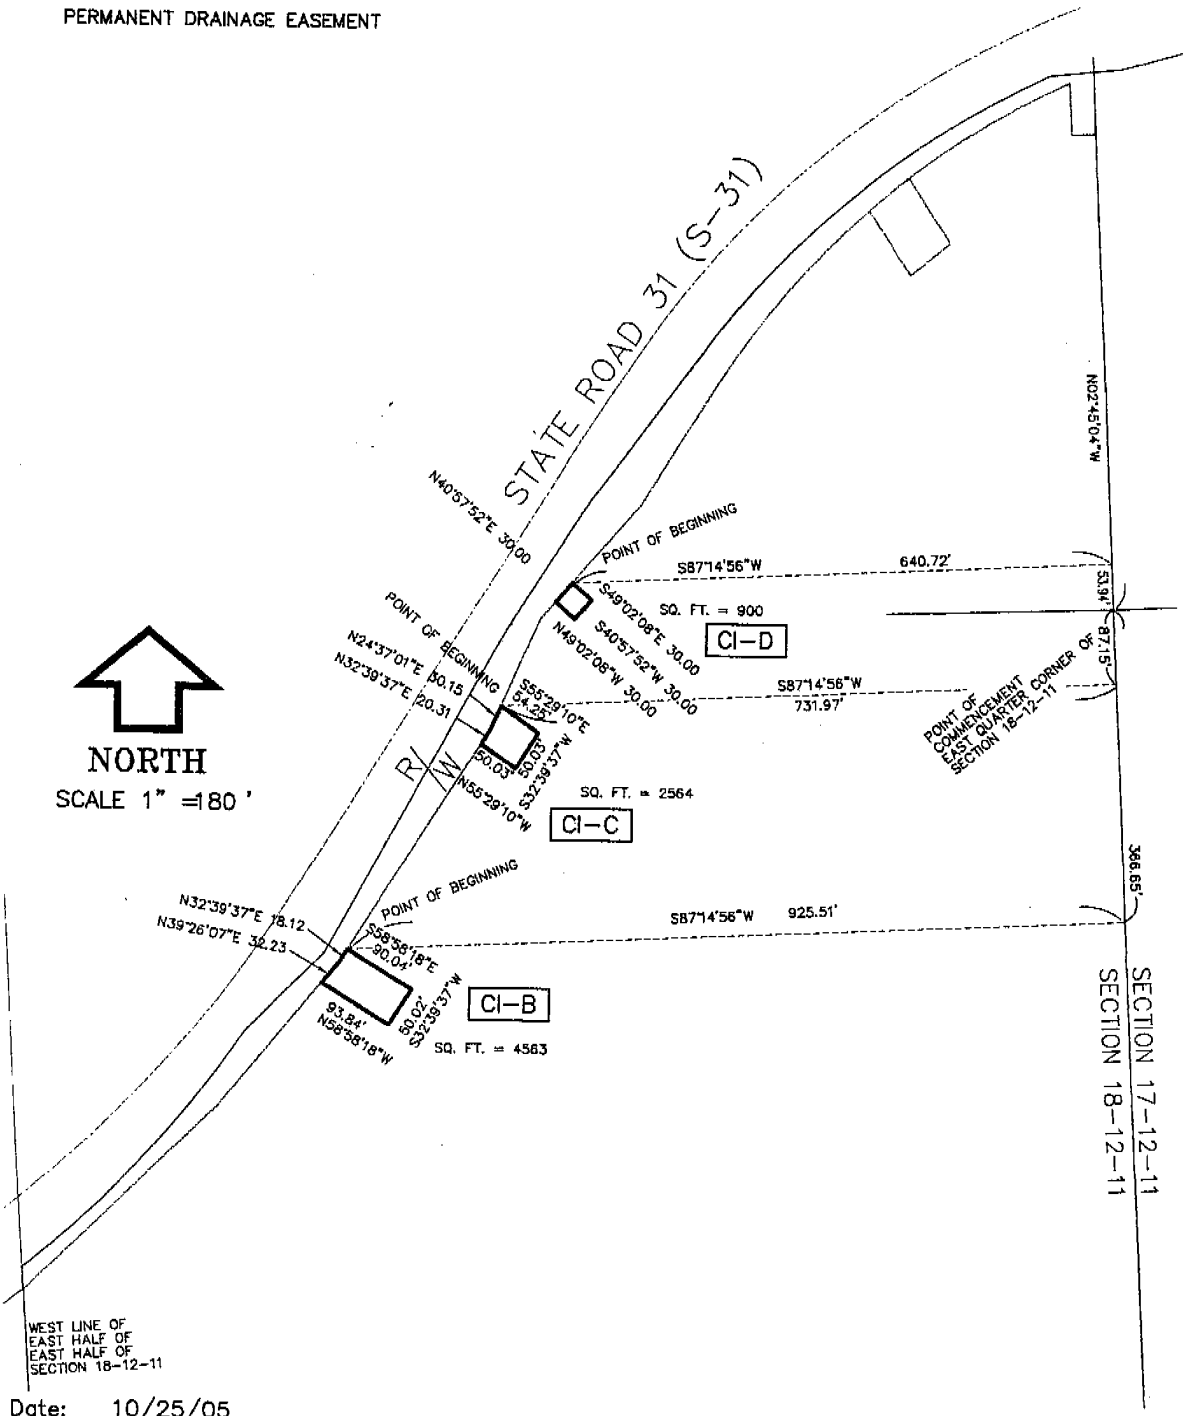 PERMANENT DRAINAGE EASEMENT
STATE ROAD 31 (S-31)
N02°45'04"W
N40°57'52"E 30.00
POINT OF BEGINNING
S87°14'56"W 640.72'
53.94'
S49°02'08"E 30.00
SQ. FT. = 900
CI-D
S40°57'52"W 30.00
N49°02'08"W 30.00
87.15'
POINT OF
COMMENCEMENT
EAST QUARTER CORNER OF
SECTION 18-12-11
POINT OF BEGINNING
N24°37'01"E 30.15
N32°39'37"E 20.31
S55°29'10"E
54.25'
S87°14'56"W
731.97'
R/W
50.03'
N55°29'10"W
50.03'
S32°39'37"W
SQ. FT. = 2564
CI-C
NORTH
SCALE 1" =180 '
366.65'
POINT OF BEGINNING
N32°39'37"E 18.12
N39°26'07"E 32.23
S58°58'18"E
90.04'
S87°14'56"W 925.51'
93.84'
N58°58'18"W
50.02'
S32°39'37"W
CI-B
SQ. FT. = 4563
SECTION 17-12-11
SECTION 18-12-11
WEST LINE OF
EAST HALF OF
EAST HALF OF
SECTION 18-12-11
Date: 10/25/05